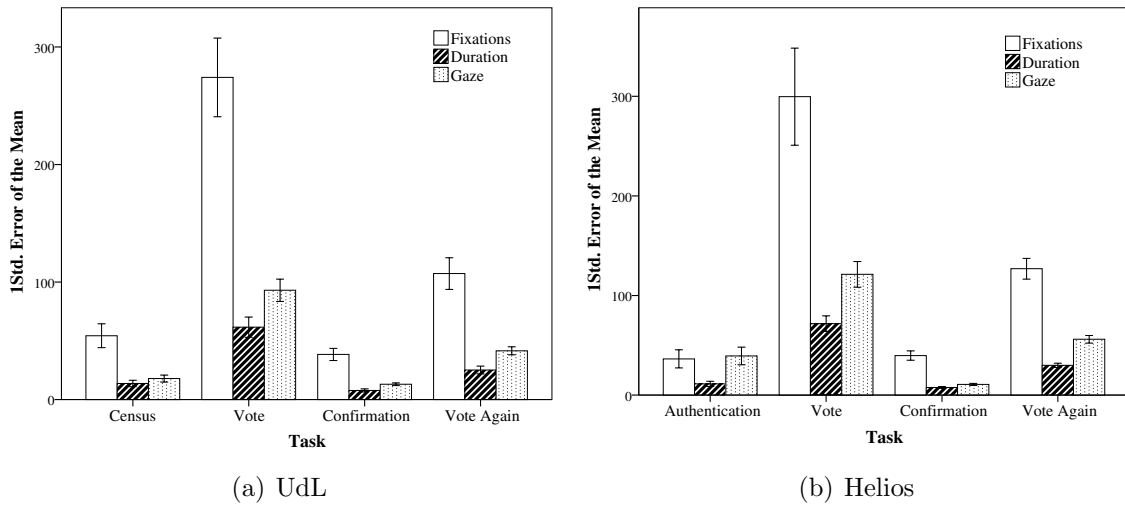 1Std. Error of the Mean
300
200
100
0
Fixations
Duration
Gaze
Census
Vote
Confirmation
Vote Again
Task
(a) UdL
1Std. Error of the Mean
300
200
100
0
Fixations
Duration
Gaze
Authentication
Vote
Confirmation
Vote Again
Task
(b) Helios